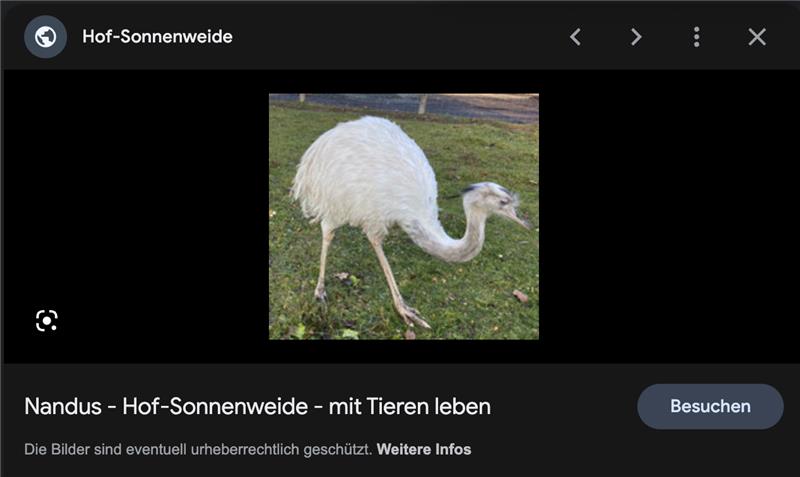 Hof-Sonnenweide
Nandus - Hof-Sonnenweide - mit Tieren leben
Besuchen
Die Bilder sind eventuell urheberrechtlich geschützt. Weitere Infos